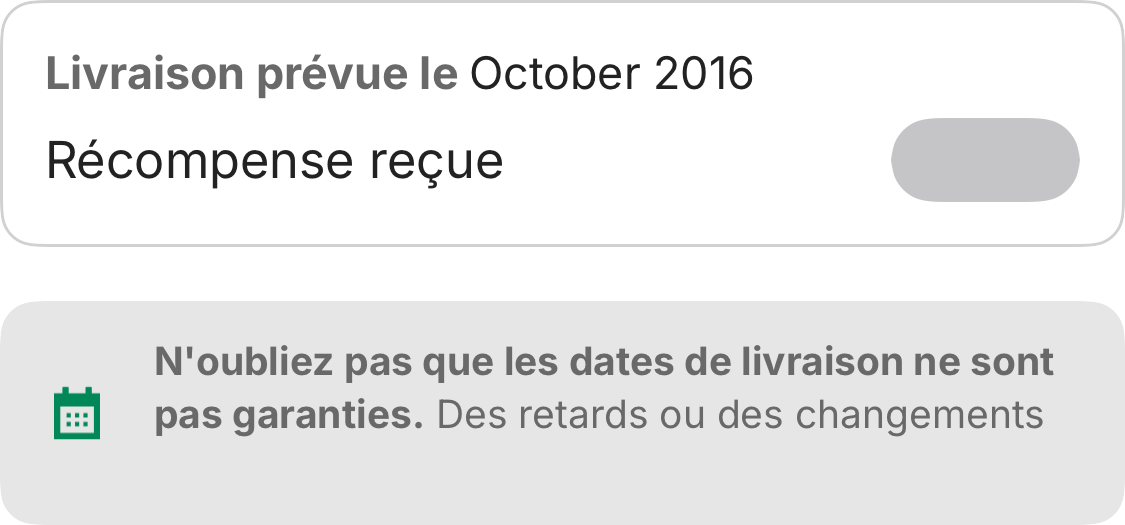 Livraison prévue le October 2016
Récompense reçue
N'oubliez pas que les dates de livraison ne sont
pas garanties. Des retards ou des changements